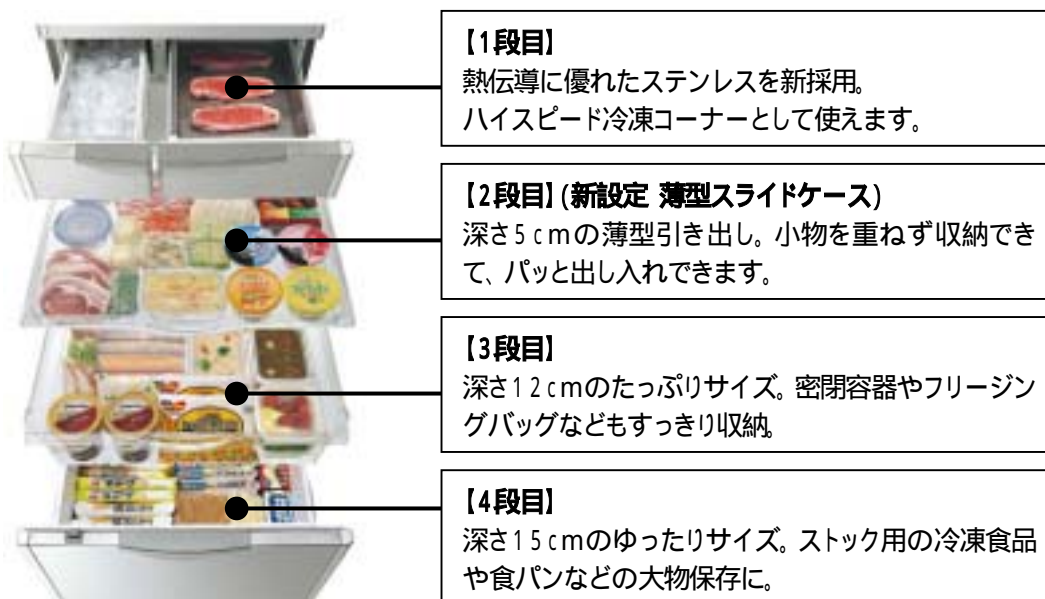 【1段目】
熱伝導に優れたステンレスを新採用。
ハイスピード冷凍コーナーとして使えます。
【2段目】(新設定 薄型スライドケース)
深さ5cmの薄型引き出し。小物を重ねず収納でき
て、パッと出し入れできます。
【3段目】
深さ12cmのたっぷりサイズ。密閉容器やフリージン
グバッグなどもすっきり収納。
【4段目】
深さ15cmのゆったりサイズ。ストック用の冷凍食品
や食パンなどの大物保存に。